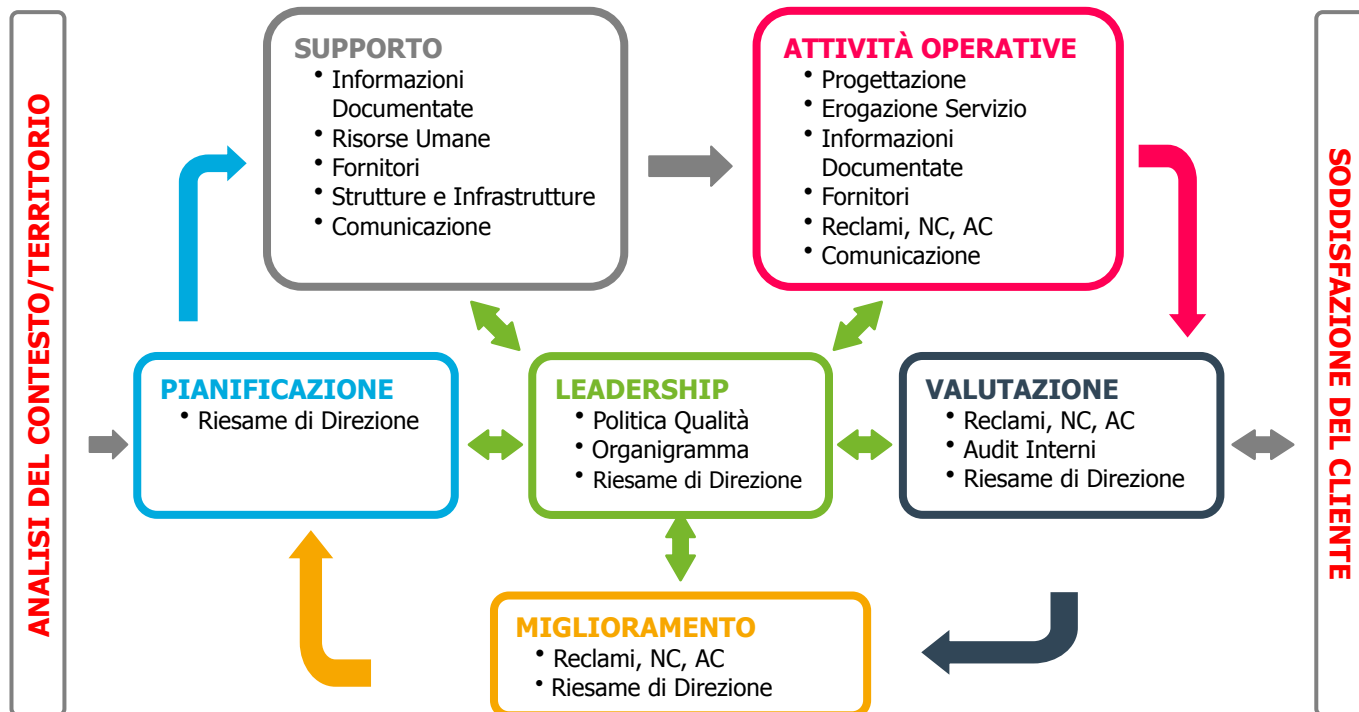 ANALISI DEL CONTESTO/TERRITORIO
SUPPORTO
• Informazioni
Documentate
• Risorse Umane
• Fornitori
• Strutture e Infrastrutture
• Comunicazione
ATTIVITÀ OPERATIVE
• Progettazione
• Erogazione Servizio
• Informazioni
Documentate
• Fornitori
• Reclami, NC, AC
• Comunicazione
PIANIFICAZIONE
• Riesame di Direzione
LEADERSHIP
• Politica Qualità
• Organigramma
• Riesame di Direzione
VALUTAZIONE
• Reclami, NC, AC
• Audit Interni
• Riesame di Direzione
MIGLIORAMENTO
• Reclami, NC, AC
• Riesame di Direzione
SODDISFAZIONE DEL CLIENTE